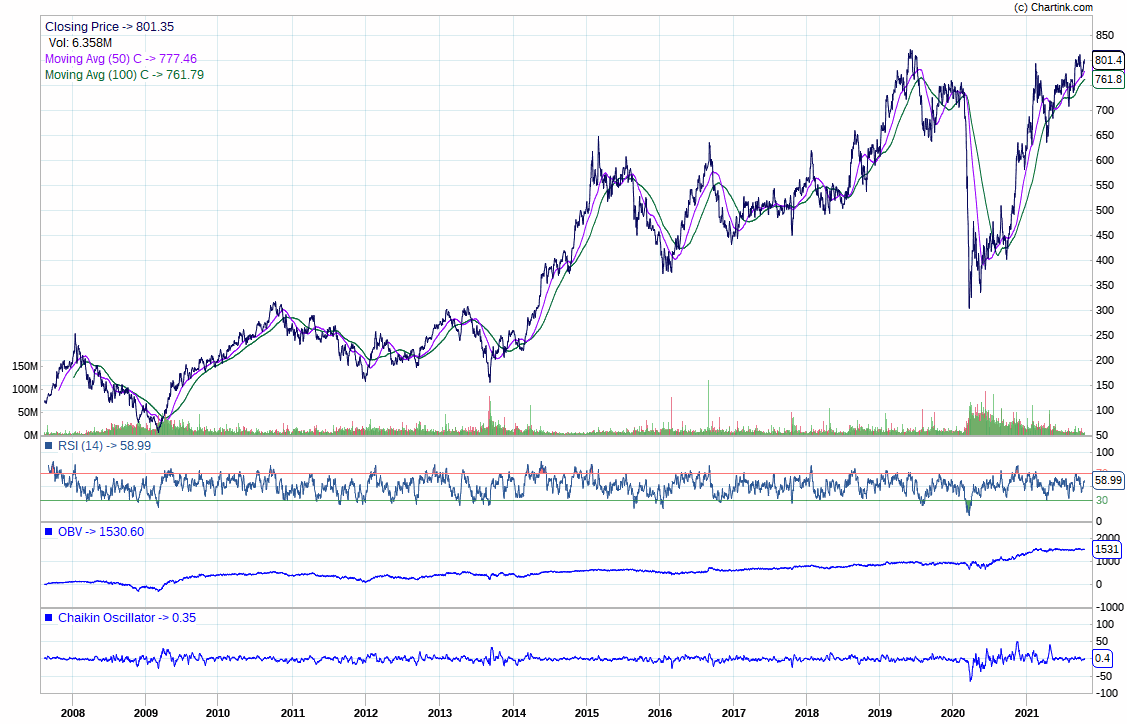 (c) Chartink.com
Closing Price -> 801.35
Vol: 6.358M
Moving Avg (50) C -> 777.46
Moving Avg (100) C -> 761.79
850
801.4
761.8
700
650
600
550
500
450
400
350
300
250
200
150
100
50
150M
100M
50M
0M
RSI (14) -> 58.99
100
70
58.99
30
0
OBV -> 1530.60
2000
1531
1000
0
-1000
Chaikin Oscillator -> 0.35
100
50
0.4
-50
-100
2008 2009 2010 2011 2012 2013 2014 2015 2016 2017 2018 2019 2020 2021